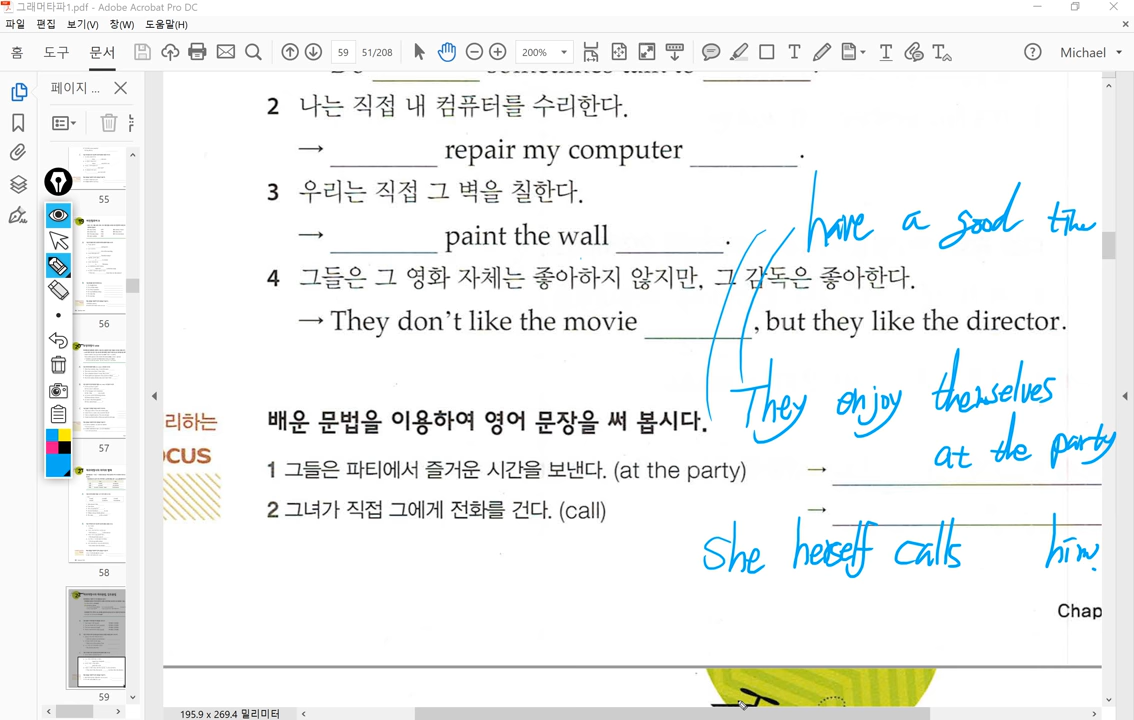 그래머타파1.pdf - Adobe Acrobat Pro DC
파일 편집 보기(V) 창(W) 도움말(H)
홈 도구 문서 59 51/208 200% Michael
페이지 ...
55
56
57
58
59
2 나는 직접 내 컴퓨터를 수리한다.
→ ________ repair my computer ________.
3 우리는 직접 그 벽을 칠한다.
→ ________ paint the wall ________.
have a good time
4 그들은 그 영화 자체는 좋아하지 않지만, 그 감독은 좋아한다.
→ They don't like the movie ________, but they like the director.
They enjoy themselves
at the party
리하는
OCUS
배운 문법을 이용하여 영어 문장을 써 봅시다.
1 그들은 파티에서 즐거운 시간을 보낸다. (at the party) →
2 그녀가 직접 그에게 전화를 건다. (call) →
She herself calls him.
Chap
195.9 x 269.4 밀리미터